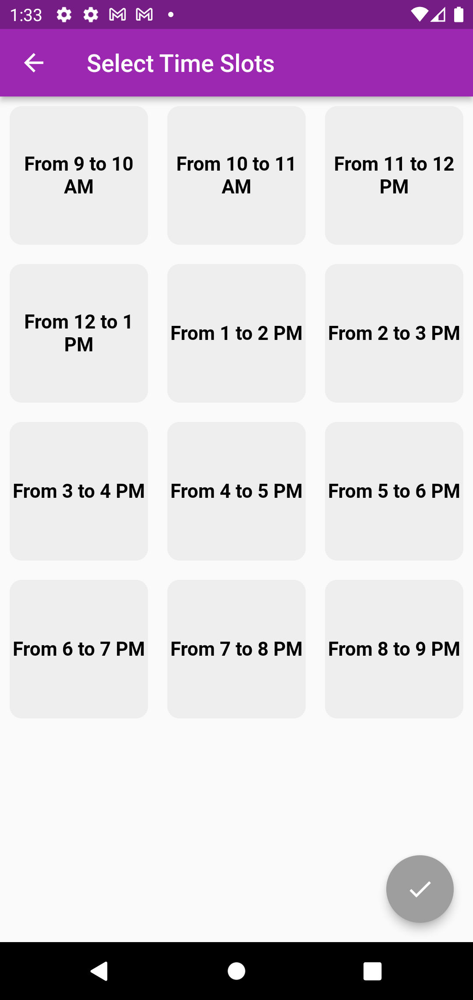 1:33
Select Time Slots
From 9 to 10
AM
From 10 to 11
AM
From 11 to 12
PM
From 12 to 1
PM
From 1 to 2 PM
From 2 to 3 PM
From 3 to 4 PM
From 4 to 5 PM
From 5 to 6 PM
From 6 to 7 PM
From 7 to 8 PM
From 8 to 9 PM